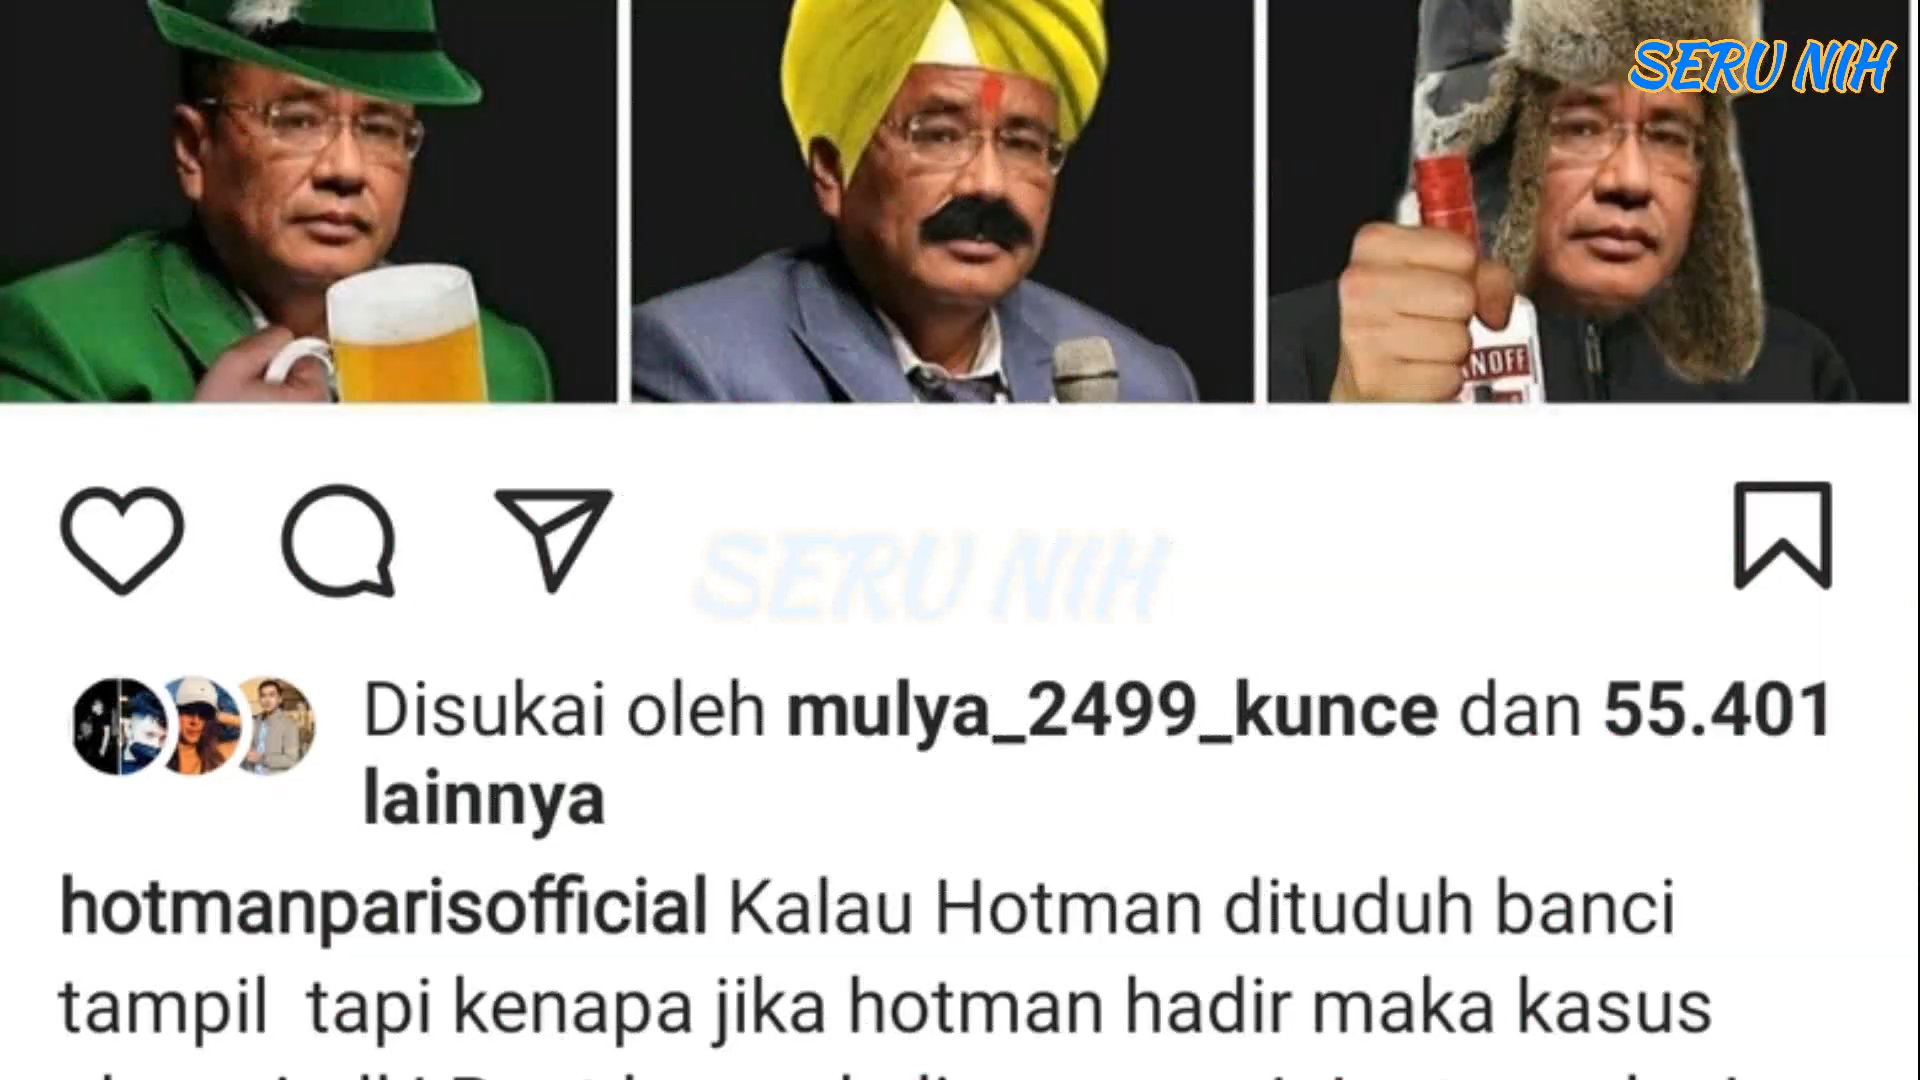 SERU NIH
NOFF
SERU NIH
Disukai oleh mulya_2499_kunce dan 55.401
lainnya
hotmanparisofficial Kalau Hotman dituduh banci
tampil tapi kenapa jika hotman hadir maka kasus